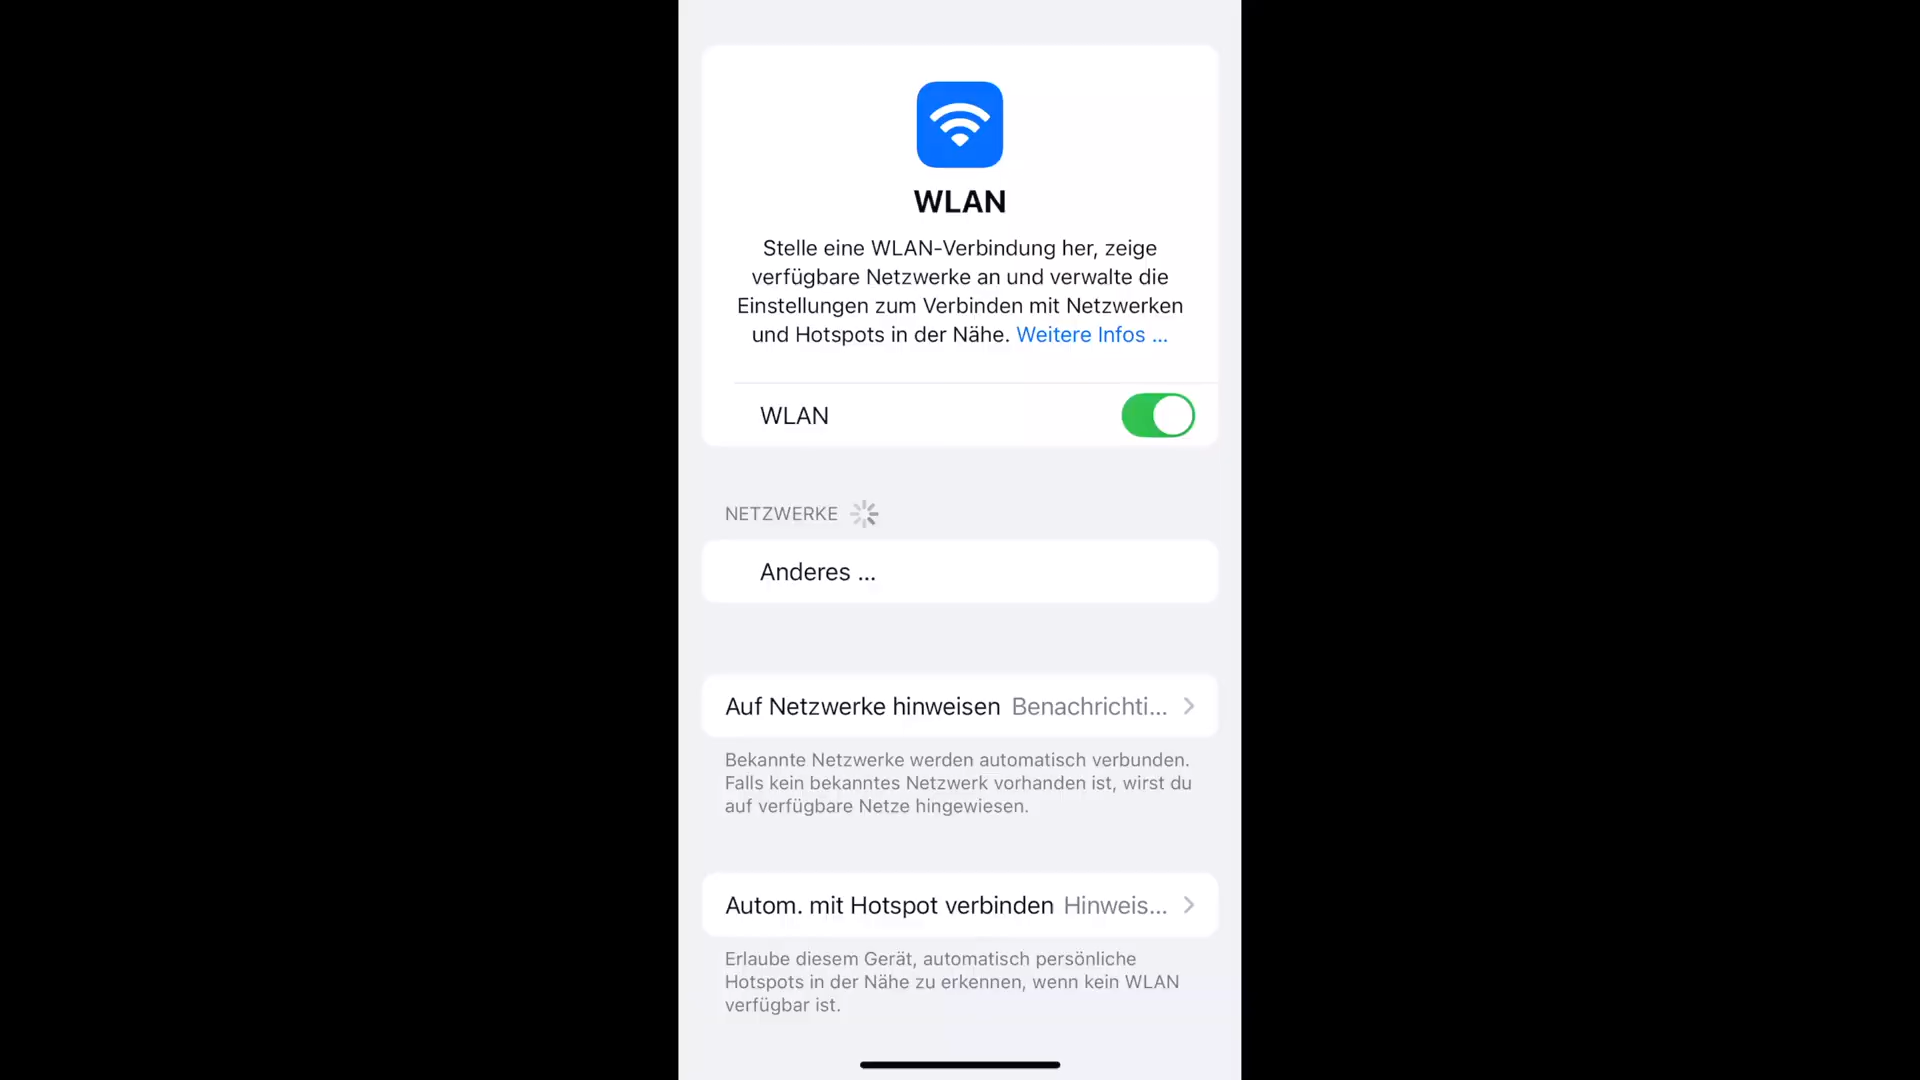 WLAN
Stelle eine WLAN-Verbindung her, zeige
verfügbare Netzwerke an und verwalte die
Einstellungen zum Verbinden mit Netzwerken
und Hotspots in der Nähe. Weitere Infos ...
WLAN
NETZWERKE
Anderes ...
Auf Netzwerke hinweisen Benachrichti...
Bekannte Netzwerke werden automatisch verbunden.
Falls kein bekanntes Netzwerk vorhanden ist, wirst du
auf verfügbare Netze hingewiesen.
Autom. mit Hotspot verbinden Hinweis...
Erlaube diesem Gerät, automatisch persönliche
Hotspots in der Nähe zu erkennen, wenn kein WLAN
verfügbar ist.